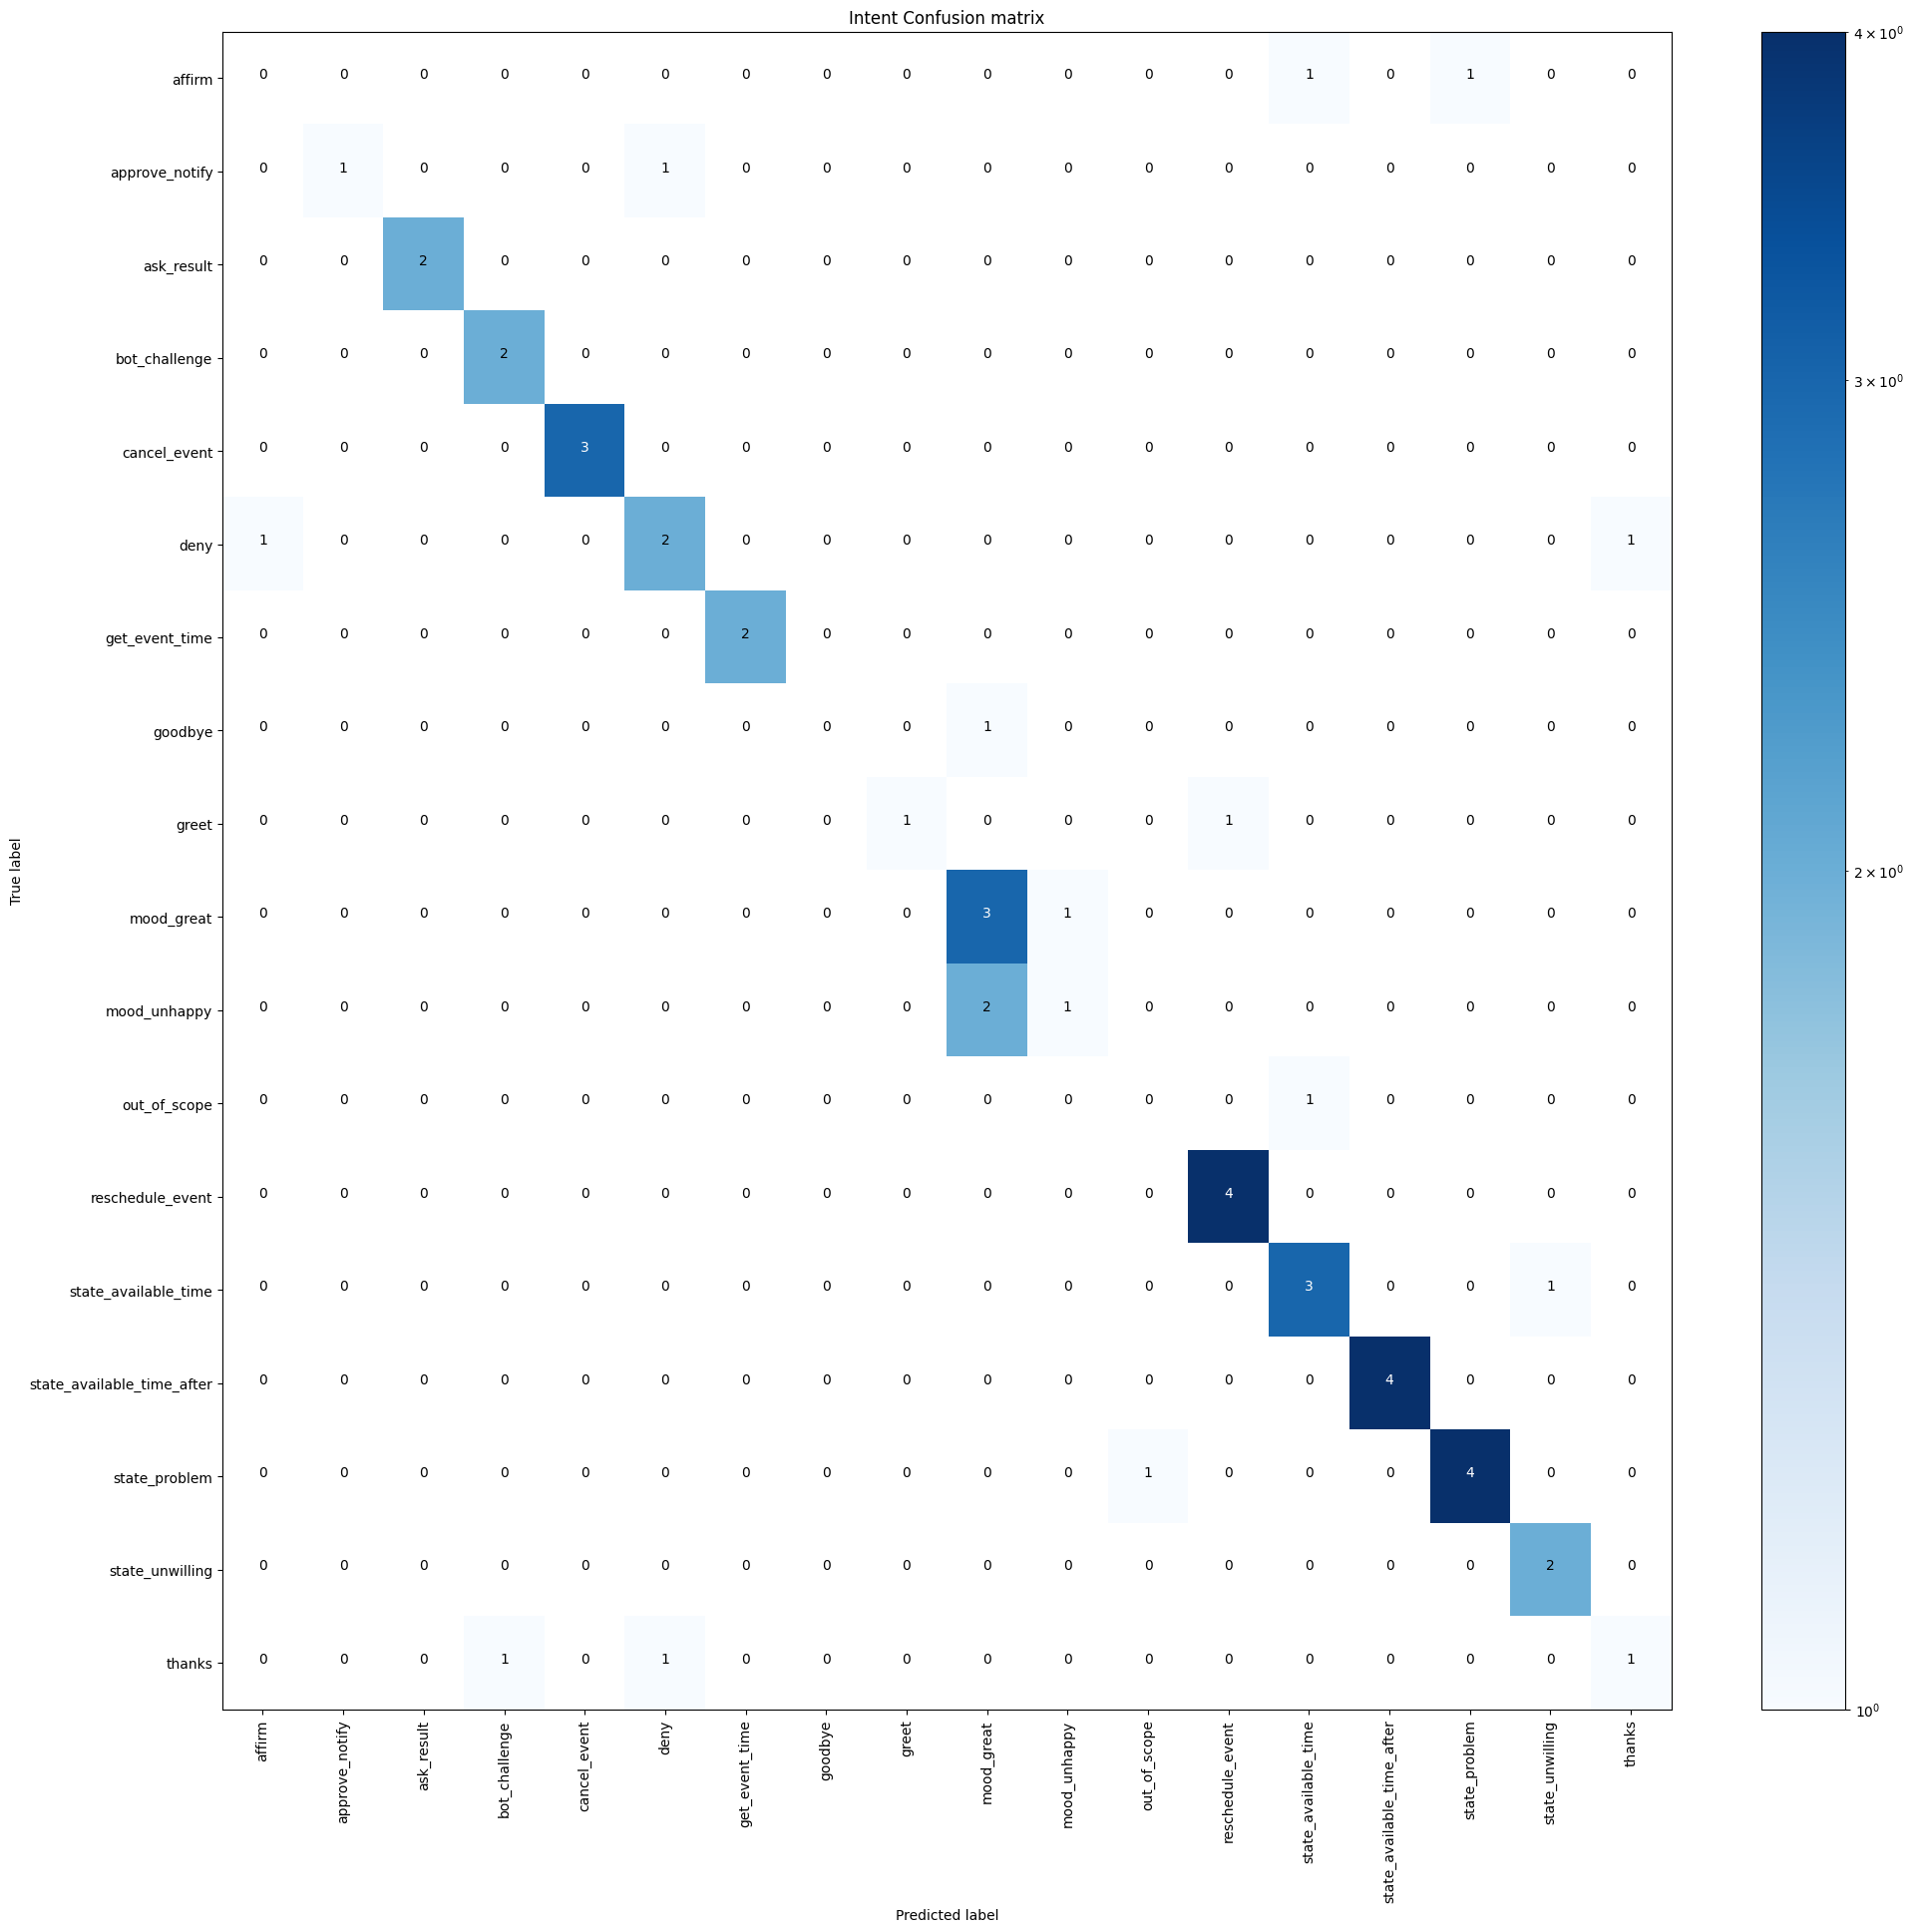 Intent Confusion matrix
affirm 0 0 0 0 0 0 0 0 0 0 0 0 0 1 0 1 0 0
approve_notify 0 1 0 0 0 1 0 0 0 0 0 0 0 0 0 0 0 0
ask_result 0 0 2 0 0 0 0 0 0 0 0 0 0 0 0 0 0 0
bot_challenge 0 0 0 2 0 0 0 0 0 0 0 0 0 0 0 0 0 0
cancel_event 0 0 0 0 3 0 0 0 0 0 0 0 0 0 0 0 0 0
deny 1 0 0 0 0 2 0 0 0 0 0 0 0 0 0 0 0 1
get_event_time 0 0 0 0 0 0 2 0 0 0 0 0 0 0 0 0 0 0
goodbye 0 0 0 0 0 0 0 0 0 1 0 0 0 0 0 0 0 0
greet 0 0 0 0 0 0 0 0 1 0 0 0 1 0 0 0 0 0
mood_great 0 0 0 0 0 0 0 0 0 3 1 0 0 0 0 0 0 0
mood_unhappy 0 0 0 0 0 0 0 0 0 2 1 0 0 0 0 0 0 0
out_of_scope 0 0 0 0 0 0 0 0 0 0 0 0 0 1 0 0 0 0
reschedule_event 0 0 0 0 0 0 0 0 0 0 0 0 4 0 0 0 0 0
state_available_time 0 0 0 0 0 0 0 0 0 0 0 0 0 3 0 0 1 0
state_available_time_after 0 0 0 0 0 0 0 0 0 0 0 0 0 0 4 0 0 0
state_problem 0 0 0 0 0 0 0 0 0 0 0 1 0 0 0 4 0 0
state_unwilling 0 0 0 0 0 0 0 0 0 0 0 0 0 0 0 0 2 0
thanks 0 0 0 1 0 1 0 0 0 0 0 0 0 0 0 0 0 1
True label
affirm
approve_notify
ask_result
bot_challenge
cancel_event
deny
get_event_time
goodbye
greet
mood_great
mood_unhappy
out_of_scope
reschedule_event
state_available_time
state_available_time_after
state_problem
state_unwilling
thanks
Predicted label
4 × 10⁰
3 × 10⁰
2 × 10⁰
10⁰